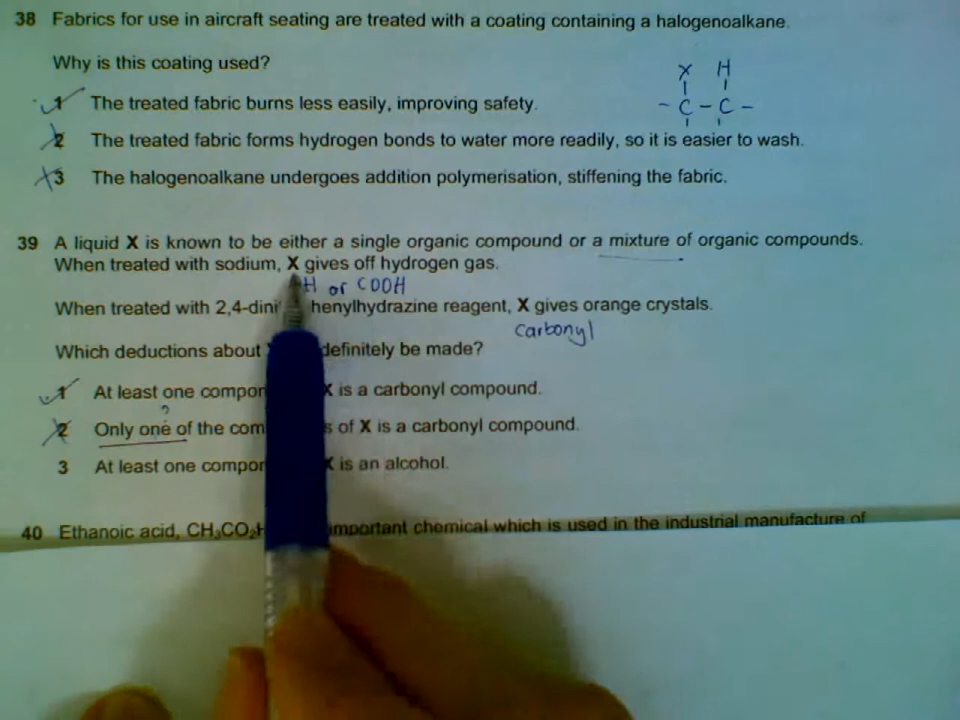 38 Fabrics for use in aircraft seating are treated with a coating containing a halogenoalkane.
Why is this coating used?
X H
1 The treated fabric burns less easily, improving safety.
- C - C -
2 The treated fabric forms hydrogen bonds to water more readily, so it is easier to wash.
3 The halogenoalkane undergoes addition polymerisation, stiffening the fabric.
39 A liquid X is known to be either a single organic compound or a mixture of organic compounds.
When treated with sodium, X gives off hydrogen gas.
H or COOH
When treated with 2,4-dini henylhydrazine reagent, X gives orange crystals.
carbonyl
Which deductions about definitely be made?
1 At least one compon X is a carbonyl compound.
?
2 Only one of the com s of X is a carbonyl compound.
3 At least one compon X is an alcohol.
40 Ethanoic acid, CH₃CO₂H important chemical which is used in the industrial manufacture of